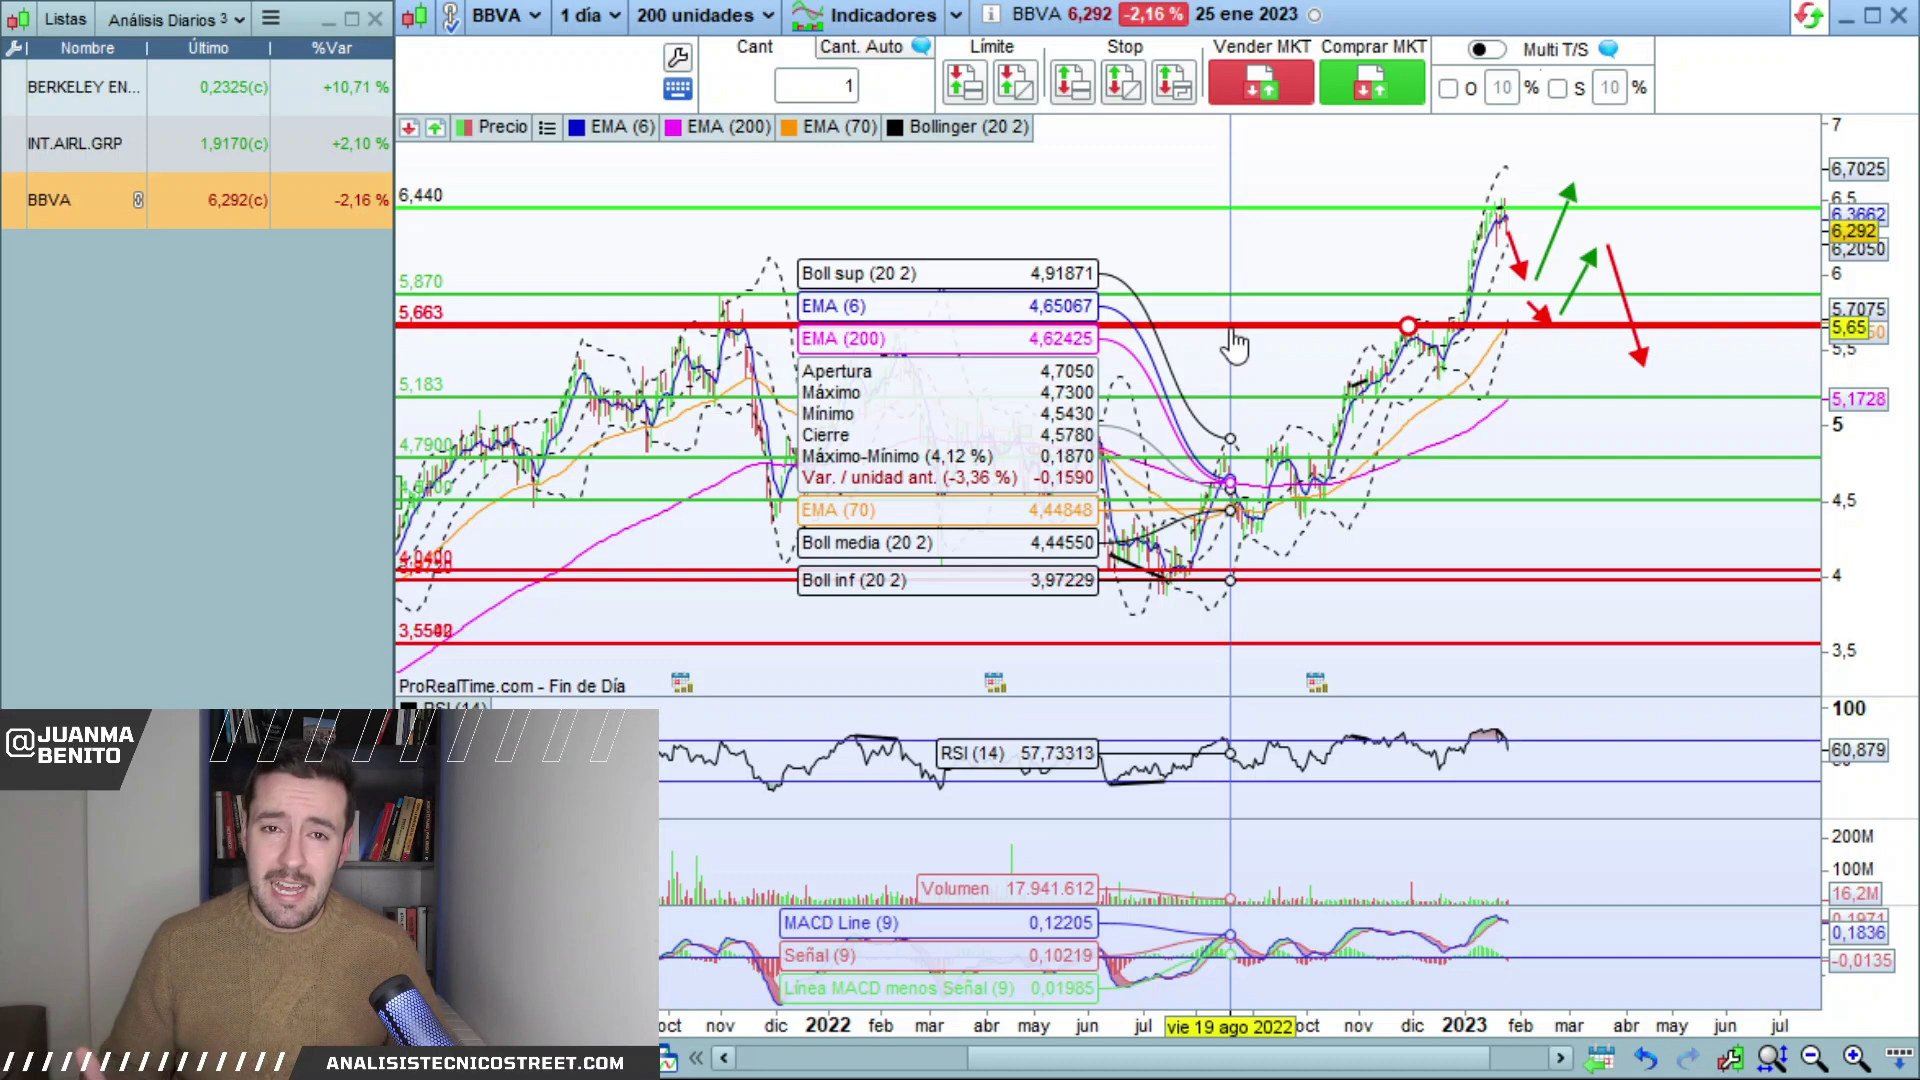 Listas
Análisis Diarios 3
Nombre Último %Var
BERKELEY EN... 0,2325(c) +10,71 %
INT.AIRL.GRP 1,9170(c) +2,10 %
BBVA 6,292(c) -2,16 %
BBVA 1 día 200 unidades Indicadores BBVA 6,292 -2,16 % 25 ene 2023
Cant Cant. Auto Límite Stop Vender MKT Comprar MKT Multi T/S
1 O 10 % S 10 %
Precio EMA (6) EMA (200) EMA (70) Bollinger (20 2)
7
6,7025
6,5
6,3662
6,292
6,2050
6
5,7075
5,65
5,5
5,1728
5
4,5
4
3,5
6,440
5,870
5,663
5,183
4,7900
4,0400
Boll sup (20 2) 4,91871
EMA (6) 4,65067
EMA (200) 4,62425
Apertura 4,7050
Máximo 4,7300
Mínimo 4,5430
Cierre 4,5780
Máximo-Mínimo (4,12 %) 0,1870
Var. / unidad ant. (-3,36 %) -0,1590
EMA (70) 4,44848
Boll media (20 2) 4,44550
Boll inf (20 2) 3,97229
ProRealTime.com - Fin de Día
RSI (14)
100
RSI (14) 57,73313
60,879
200M
100M
Volumen 17.941.612
16,2M
MACD Line (9) 0,12205
Señal (9) 0,10219
Línea MACD menos Señal (9) 0,01985
0,1971
0,1836
-0,0135
oct nov dic 2022 feb mar abr may jun jul vie 19 ago 2022 oct nov dic 2023 feb mar abr may jun jul
@JUANMA
BENITO
ANALISISTECNICOSTREET.COM